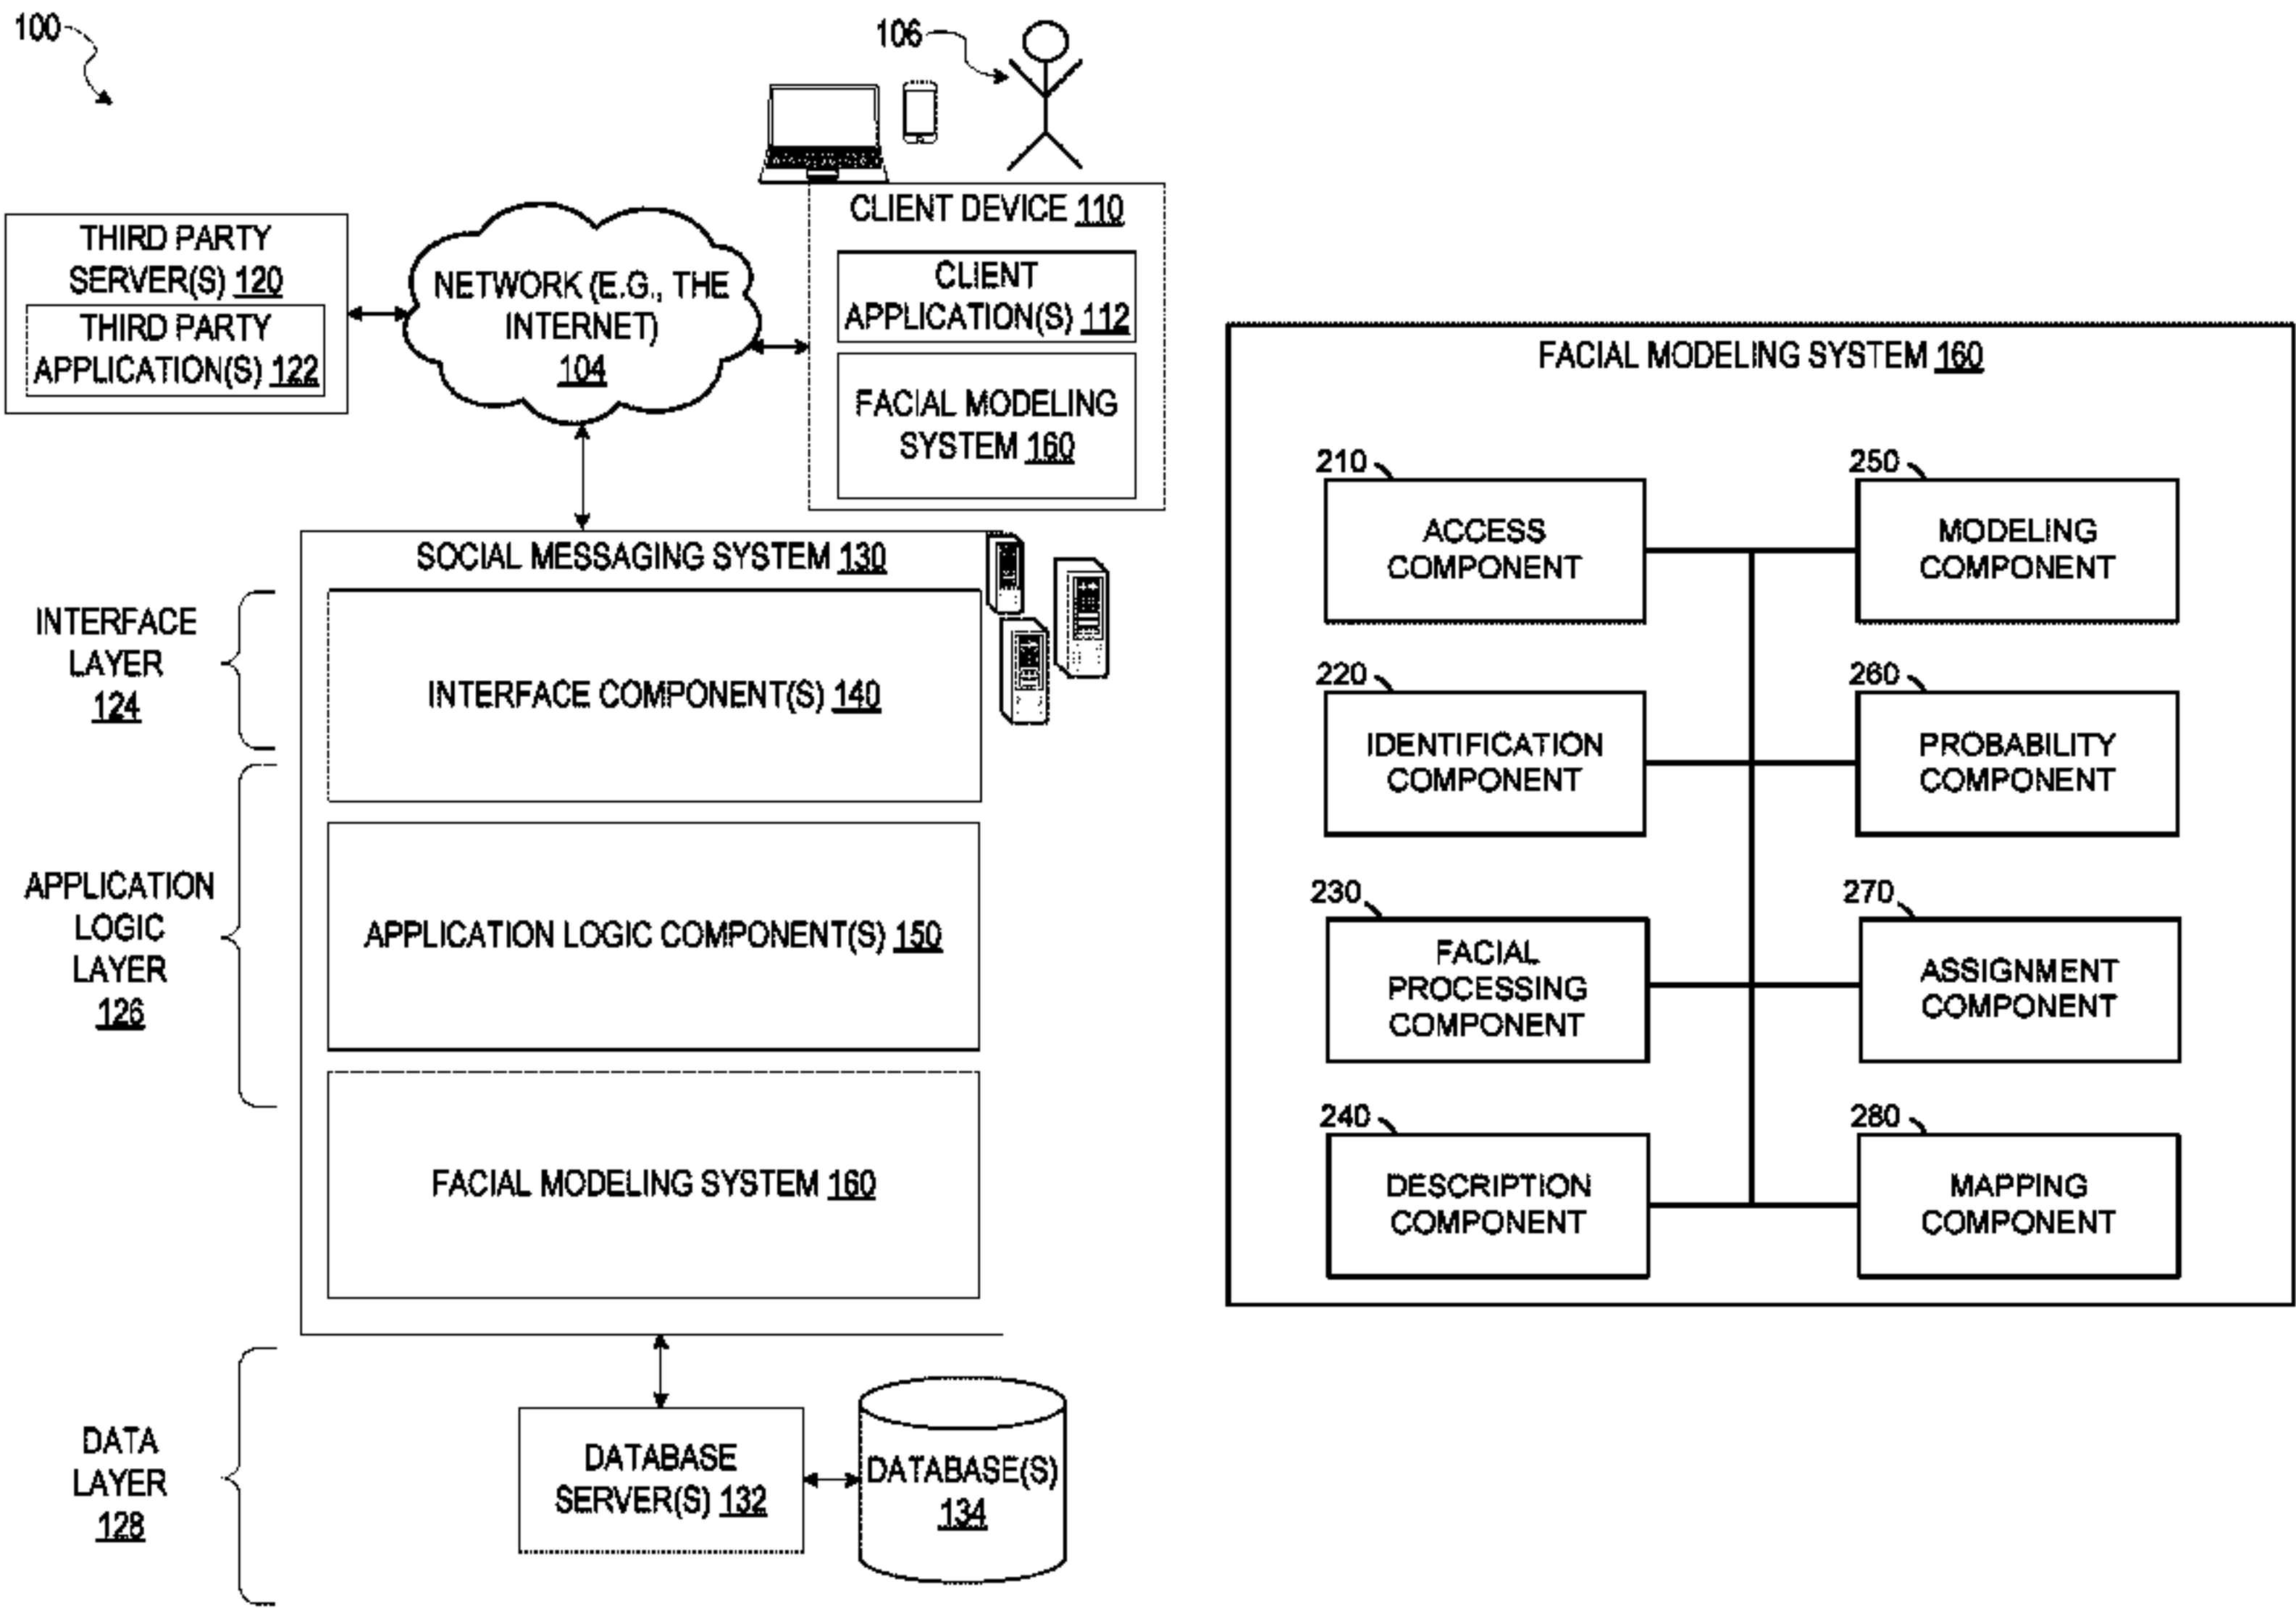 100
106
CLIENT DEVICE 110
THIRD PARTY
SERVER(S) 120
THIRD PARTY
APPLICATION(S) 122
NETWORK (E.G., THE
INTERNET)
104
CLIENT
APPLICATION(S) 112
FACIAL MODELING
SYSTEM 160
SOCIAL MESSAGING SYSTEM 130
INTERFACE
LAYER
124
INTERFACE COMPONENT(S) 140
APPLICATION
LOGIC
LAYER
126
APPLICATION LOGIC COMPONENT(S) 150
FACIAL MODELING SYSTEM 160
DATA
LAYER
128
DATABASE
SERVER(S) 132
DATABASE(S)
134
FACIAL MODELING SYSTEM 160
210
ACCESS
COMPONENT
250
MODELING
COMPONENT
220
IDENTIFICATION
COMPONENT
260
PROBABILITY
COMPONENT
230
FACIAL
PROCESSING
COMPONENT
270
ASSIGNMENT
COMPONENT
240
DESCRIPTION
COMPONENT
280
MAPPING
COMPONENT